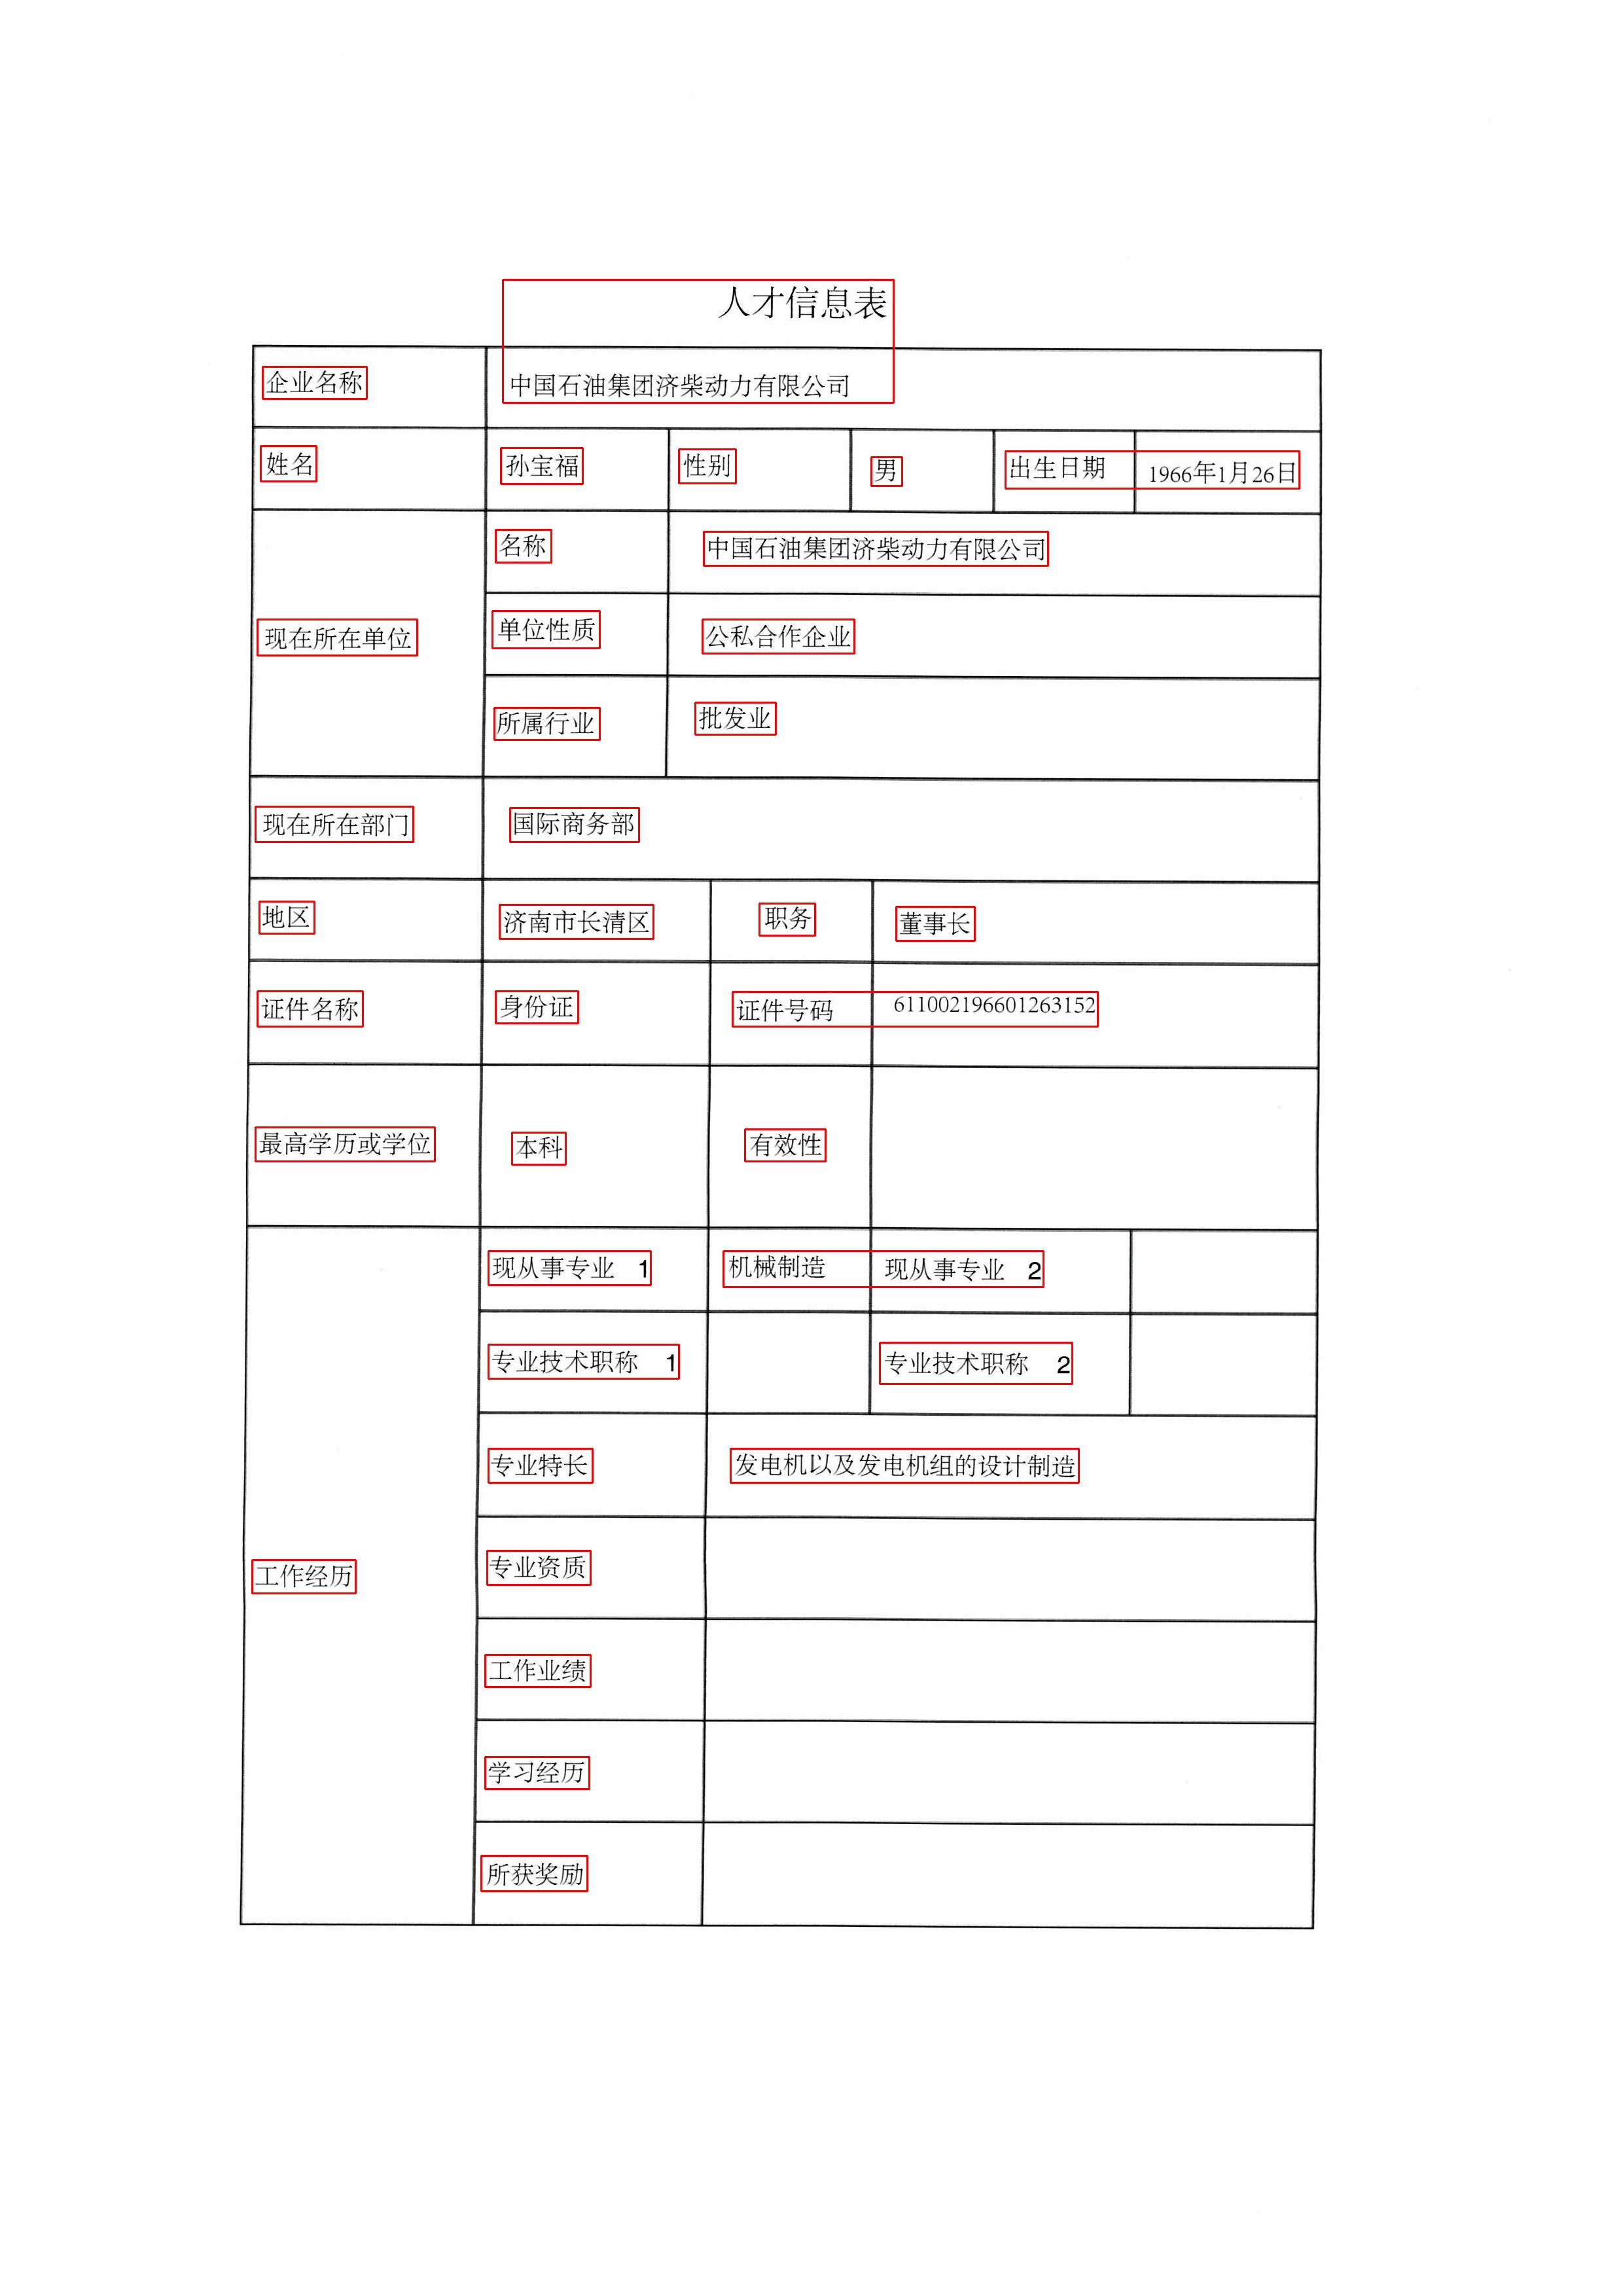 人才信息表
企业名称 中国石油集团济柴动力有限公司
姓名 孙宝福 性别 男 出生日期 1966年1月26日
现在所在单位
名称 中国石油集团济柴动力有限公司
单位性质 公私合作企业
所属行业 批发业
现在所在部门 国际商务部
地区 济南市长清区 职务 董事长
证件名称 身份证 证件号码 611002196601263152
最高学历或学位 本科 有效性
工作经历
现从事专业 1 机械制造 现从事专业 2
专业技术职称 1 专业技术职称 2
专业特长 发电机以及发电机组的设计制造
专业资质
工作业绩
学习经历
所获奖励